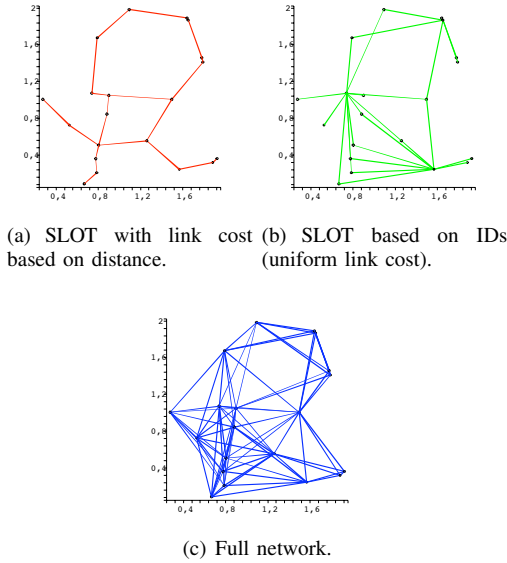 2
1,6
1,2
0,8
0,4
0,4 0,8 1,2 1,6
2
1,6
1,2
0,8
0,4
0,4 0,8 1,2 1,6
(a) SLOT with link cost
based on distance.
(b) SLOT based on IDs
(uniform link cost).
2
1,6
1,2
0,8
0,4
0,4 0,8 1,2 1,6
(c) Full network.